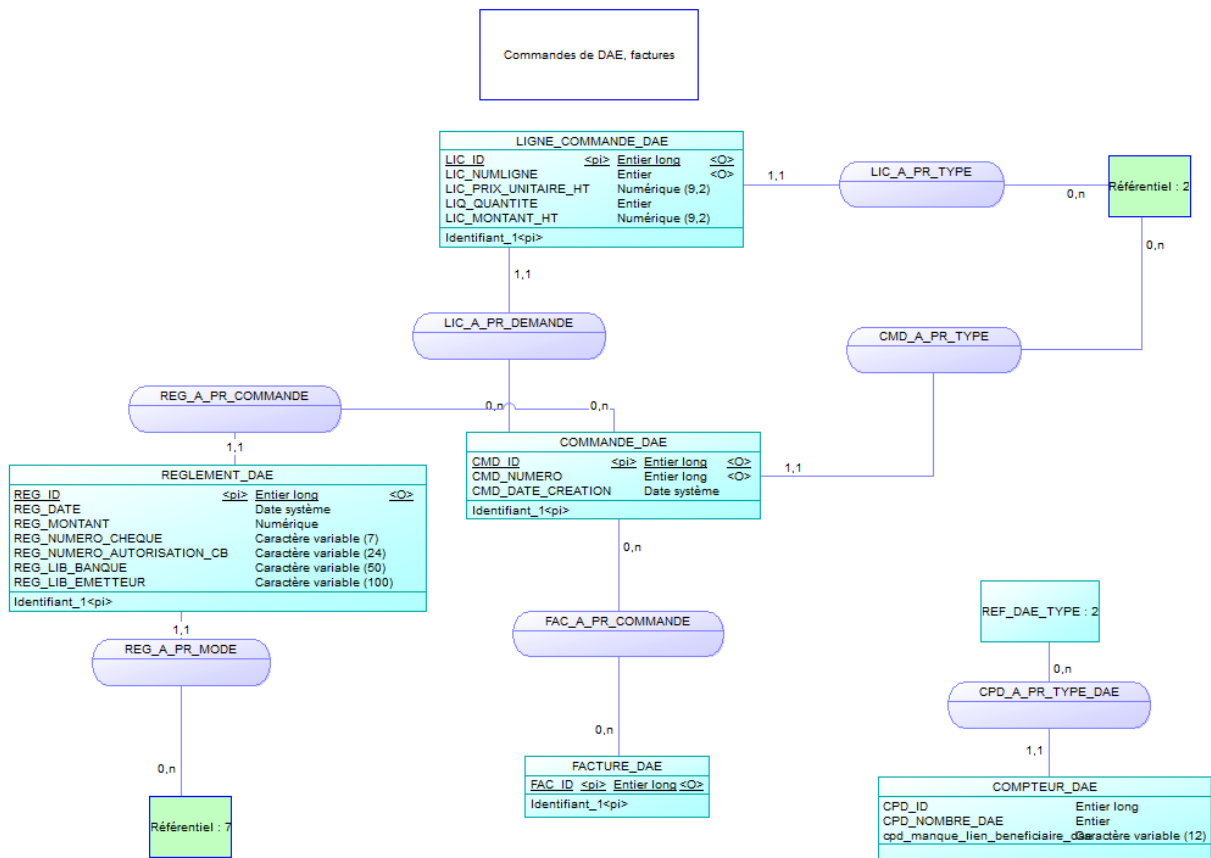 Commandes de DAE, factures
LIGNE_COMMANDE_DAE
LIC_ID <pi> Entier long <O>
LIC_NUMLIGNE Entier <O>
LIC_PRIX_UNITAIRE_HT Numérique (9,2)
LIQ_QUANTITE Entier
LIC_MONTANT_HT Numérique (9,2)
Identifiant_1<pi>
1,1
LIC_A_PR_TYPE
0,n
Référentiel : 2
0,n
1,1
LIC_A_PR_DEMANDE
CMD_A_PR_TYPE
REG_A_PR_COMMANDE
0,n
0,n
1,1
COMMANDE_DAE
CMD_ID <pi> Entier long <O>
CMD_NUMERO Entier long <O>
CMD_DATE_CREATION Date système
Identifiant_1<pi>
1,1
REGLEMENT_DAE
REG_ID <pi> Entier long <O>
REG_DATE Date système
REG_MONTANT Numérique
REG_NUMERO_CHEQUE Caractère variable (7)
REG_NUMERO_AUTORISATION_CB Caractère variable (24)
REG_LIB_BANQUE Caractère variable (50)
REG_LIB_EMETTEUR Caractère variable (100)
Identifiant_1<pi>
0,n
1,1
FAC_A_PR_COMMANDE
REF_DAE_TYPE : 2
REG_A_PR_MODE
0,n
CPD_A_PR_TYPE_DAE
0,n
1,1
0,n
FACTURE_DAE
FAC_ID <pi> Entier long <O>
Identifiant_1<pi>
COMPTEUR_DAE
CPD_ID Entier long
CPD_NOMBRE_DAE Entier
cpd_manque_lien_beneficiaire_dae Caractère variable (12)
Référentiel : 7